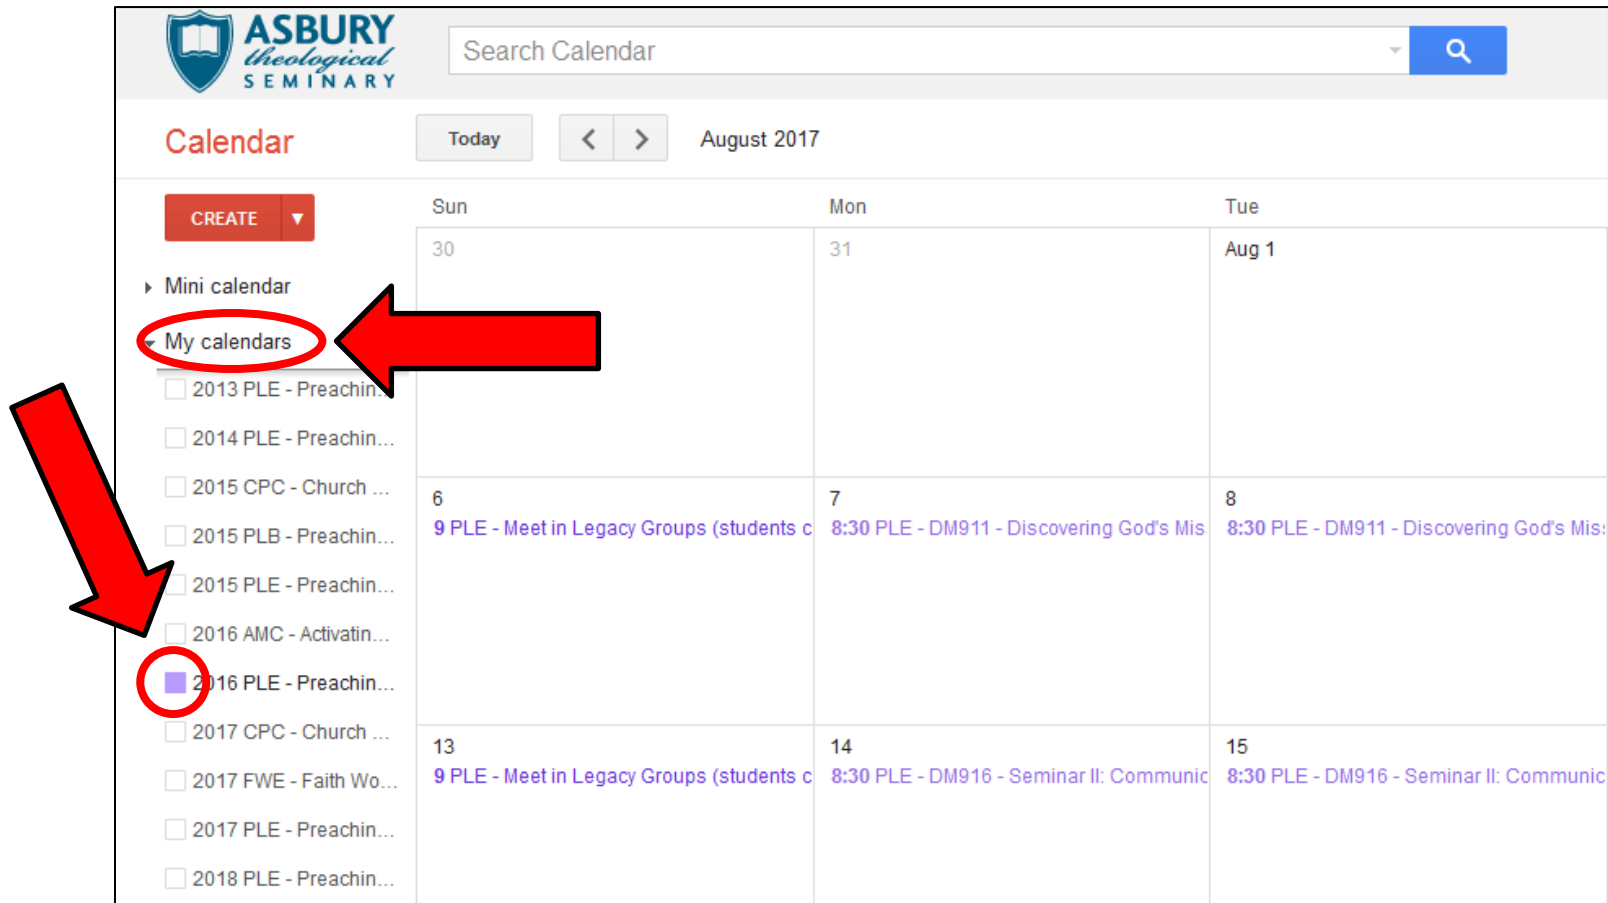 ASBURY
theological
SEMINARY
Search Calendar
Calendar
Today
August 2017
CREATE
Sun Mon Tue
30 31 Aug 1
Mini calendar
My calendars
2013 PLE - Preachin...
2014 PLE - Preachin...
2015 CPC - Church ...
2015 PLB - Preachin...
2015 PLE - Preachin...
2016 AMC - Activatin...
2016 PLE - Preachin...
2017 CPC - Church ...
2017 FWE - Faith Wo...
2017 PLE - Preachin...
2018 PLE - Preachin...
6 7 8
9 PLE - Meet in Legacy Groups (students c 8:30 PLE - DM911 - Discovering God's Mis 8:30 PLE - DM911 - Discovering God's Mis
13 14 15
9 PLE - Meet in Legacy Groups (students c 8:30 PLE - DM916 - Seminar II: Communic 8:30 PLE - DM916 - Seminar II: Communic